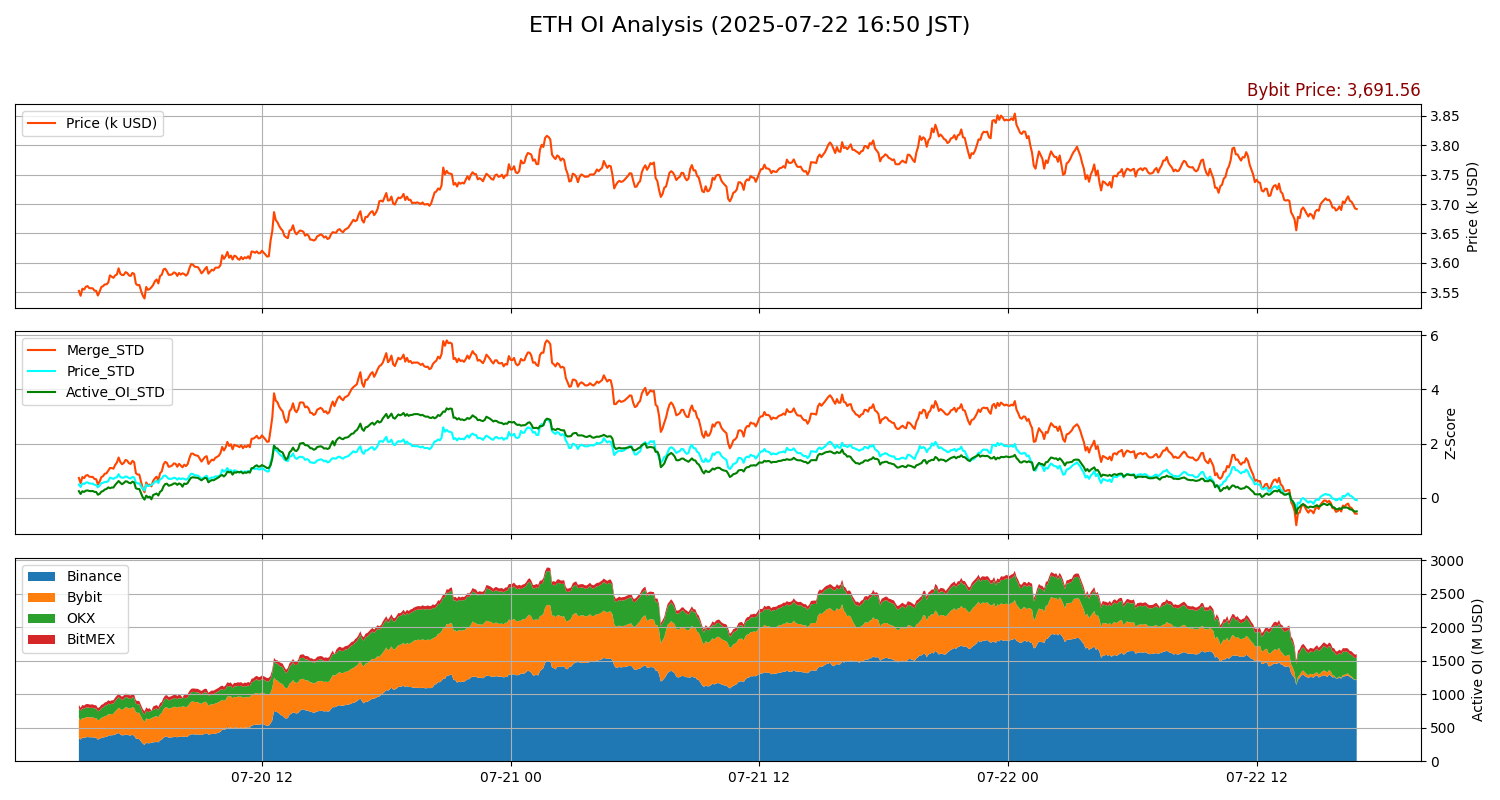 ETH OI Analysis (2025-07-22 16:50 JST)
Bybit Price: 3,691.56
Price (k USD)
3.85
3.80
3.75
3.70
3.65
3.60
3.55
Price (k USD)
Merge_STD
Price_STD
Active_OI_STD
6
4
2
0
Z-Score
Binance
Bybit
OKX
BitMEX
3000
2500
2000
1500
1000
500
0
Active OI (M USD)
07-20 12
07-21 00
07-21 12
07-22 00
07-22 12